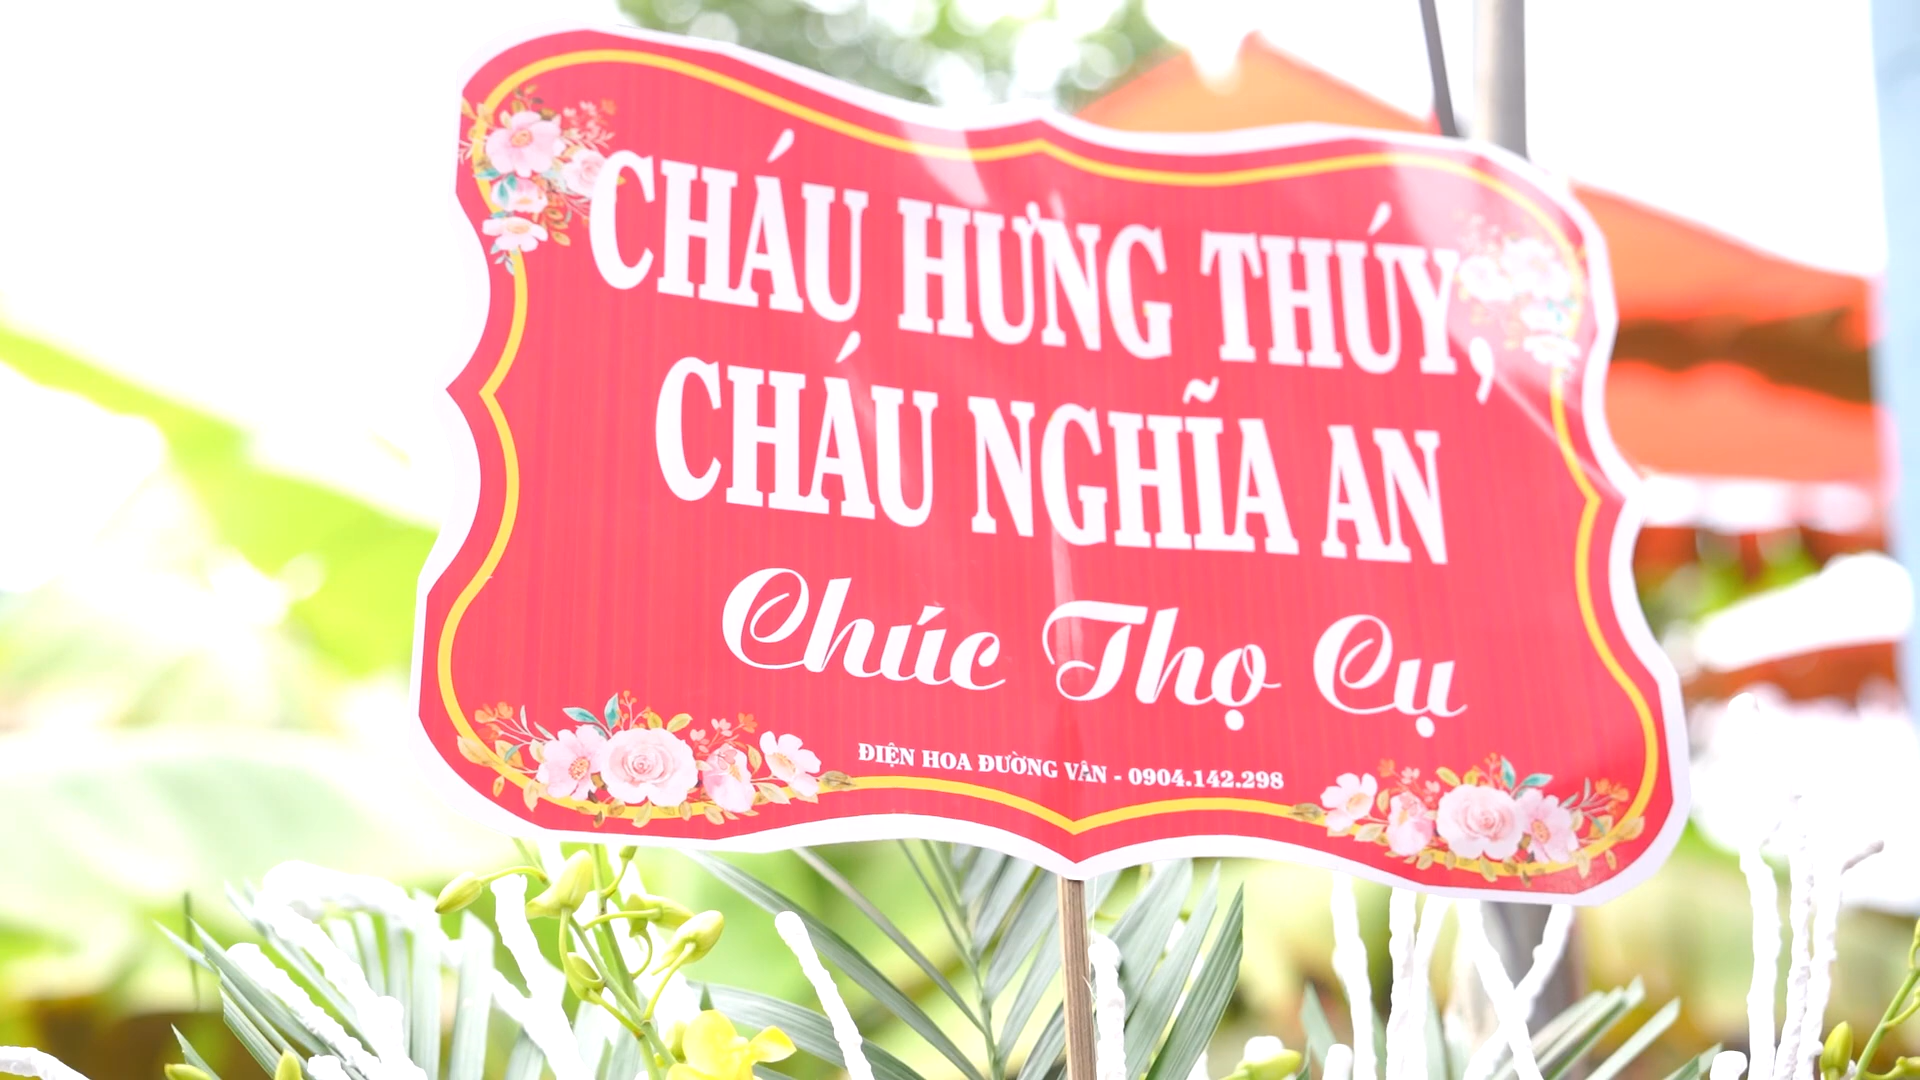 CHÁU HƯNG THÚY,
CHÁU NGHĨA AN
Chúc Thọ Cụ
ĐIỆN HOA ĐƯỜNG VÂN - 0904.142.298